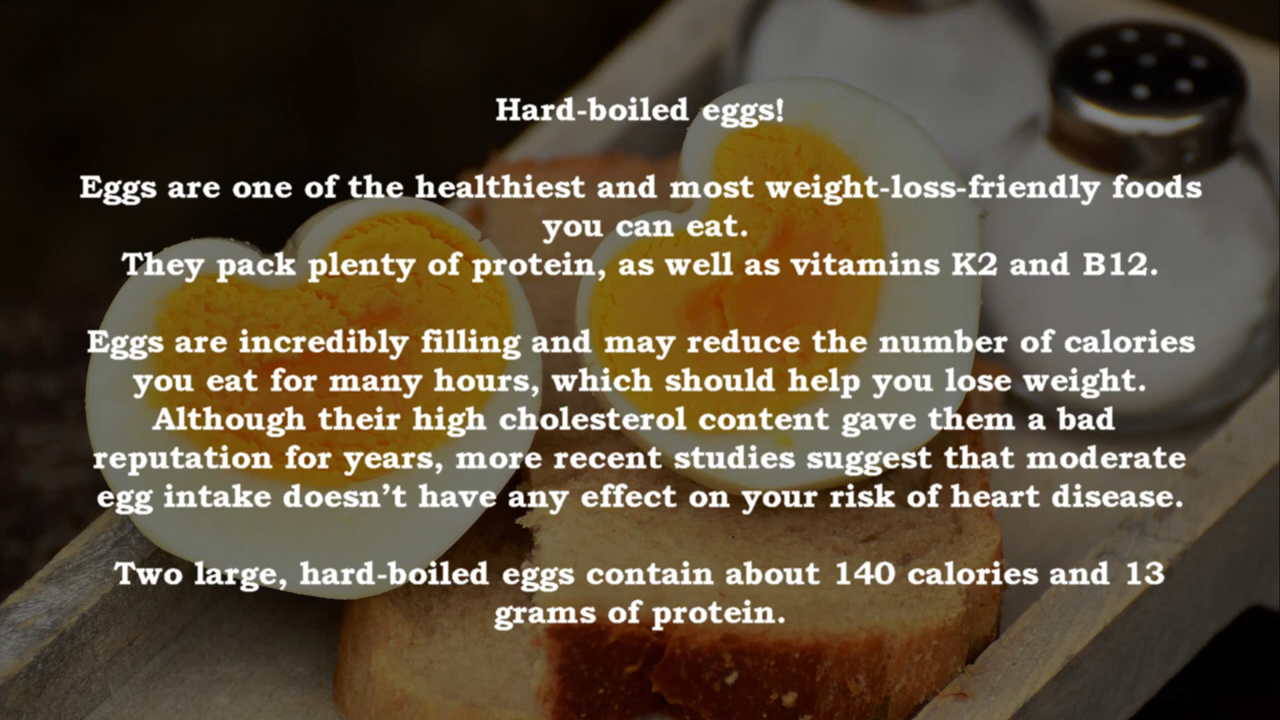 Hard-boiled eggs!
Eggs are one of the healthiest and most weight-loss-friendly foods
you can eat.
They pack plenty of protein, as well as vitamins K2 and B12.
Eggs are incredibly filling and may reduce the number of calories
you eat for many hours, which should help you lose weight.
Although their high cholesterol content gave them a bad
reputation for years, more recent studies suggest that moderate
egg intake doesn’t have any effect on your risk of heart disease.
Two large, hard-boiled eggs contain about 140 calories and 13
grams of protein.